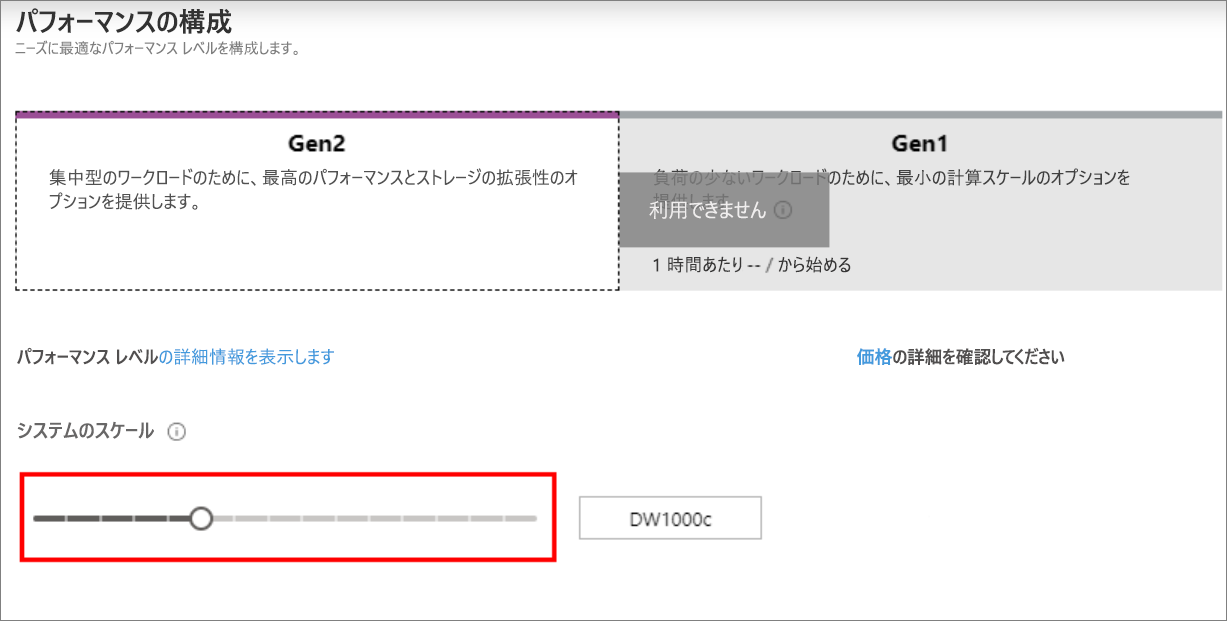 パフォーマンスの構成
ニーズに最適なパフォーマンス レベルを構成します。
Gen2
集中型のワークロードのために、最高のパフォーマンスとストレージの拡張性のオ
プションを提供します。
Gen1
負荷の少ないワークロードのために、最小の計算スケールのオプションを
提供します。
利用できません
1 時間あたり -- / から始める
パフォーマンス レベルの詳細情報を表示します
価格の詳細を確認してください
システムのスケール
DW1000c